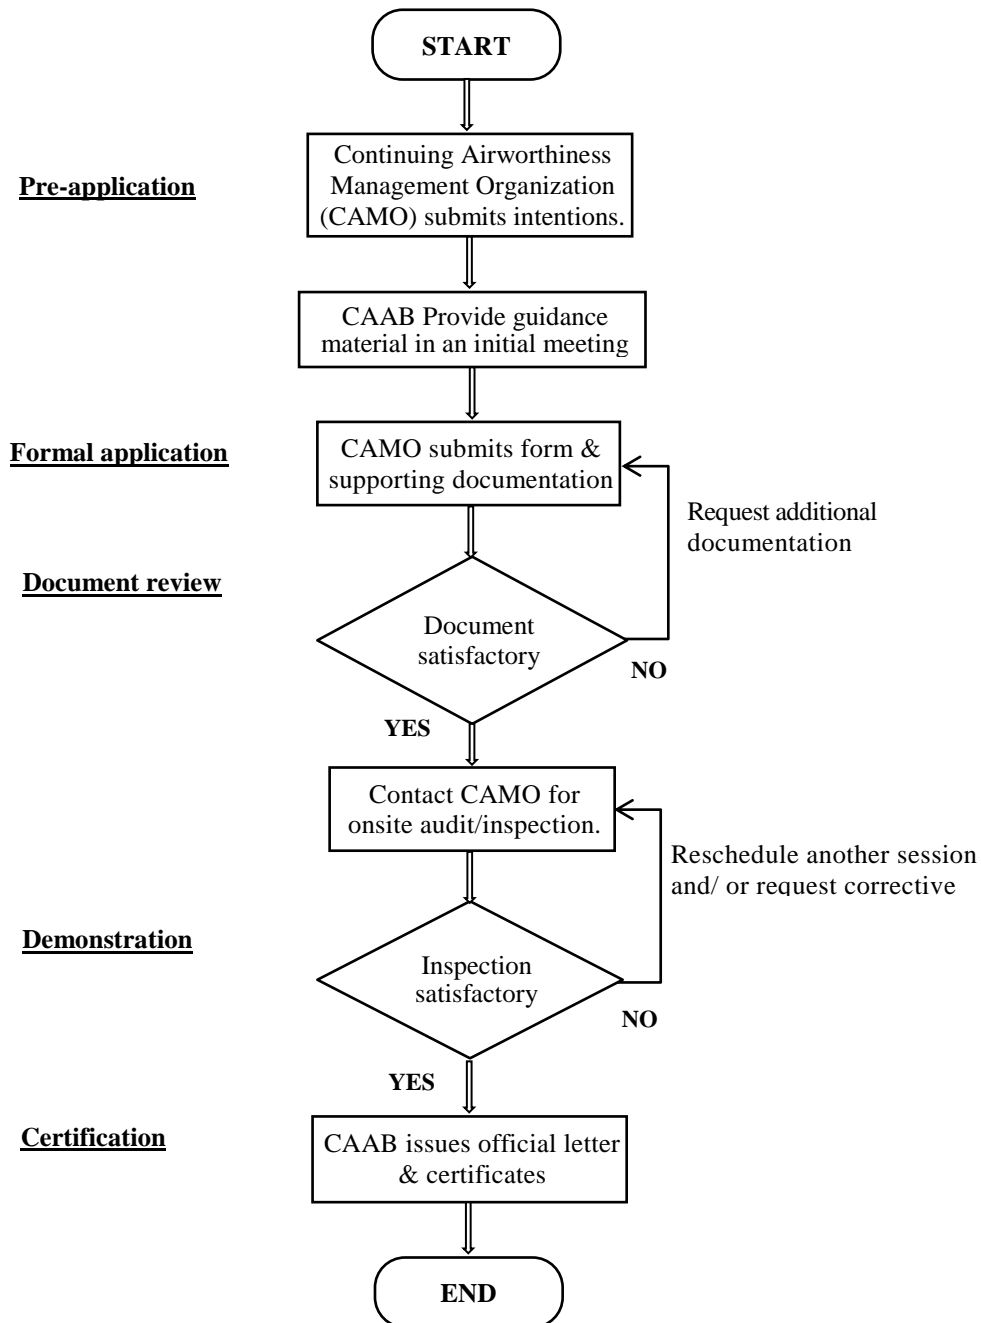 START
Pre-application
Continuing Airworthiness
Management Organization
(CAMO) submits intentions.
CAAB Provide guidance
material in an initial meeting
Formal application
CAMO submits form &
supporting documentation
Request additional
documentation
Document review
Document
satisfactory
NO
YES
Contact CAMO for
onsite audit/inspection.
Reschedule another session
and/ or request corrective
Demonstration
Inspection
satisfactory
NO
YES
Certification
CAAB issues official letter
& certificates
END